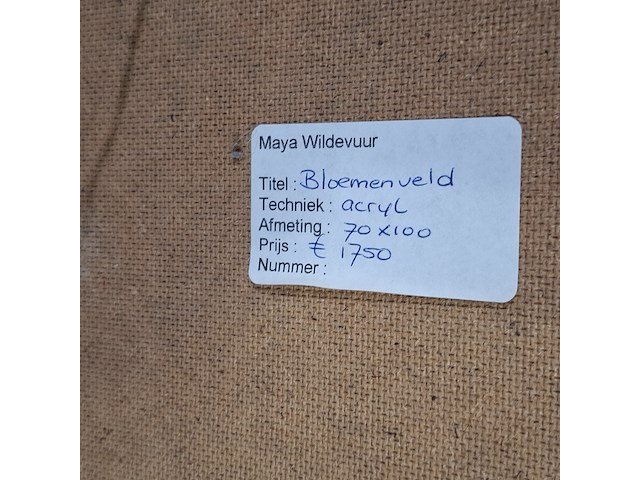 Maya Wildevuur
Titel : Bloemenveld
Techniek : acryl
Afmeting : 70x100
Prijs : € 1750
Nummer :